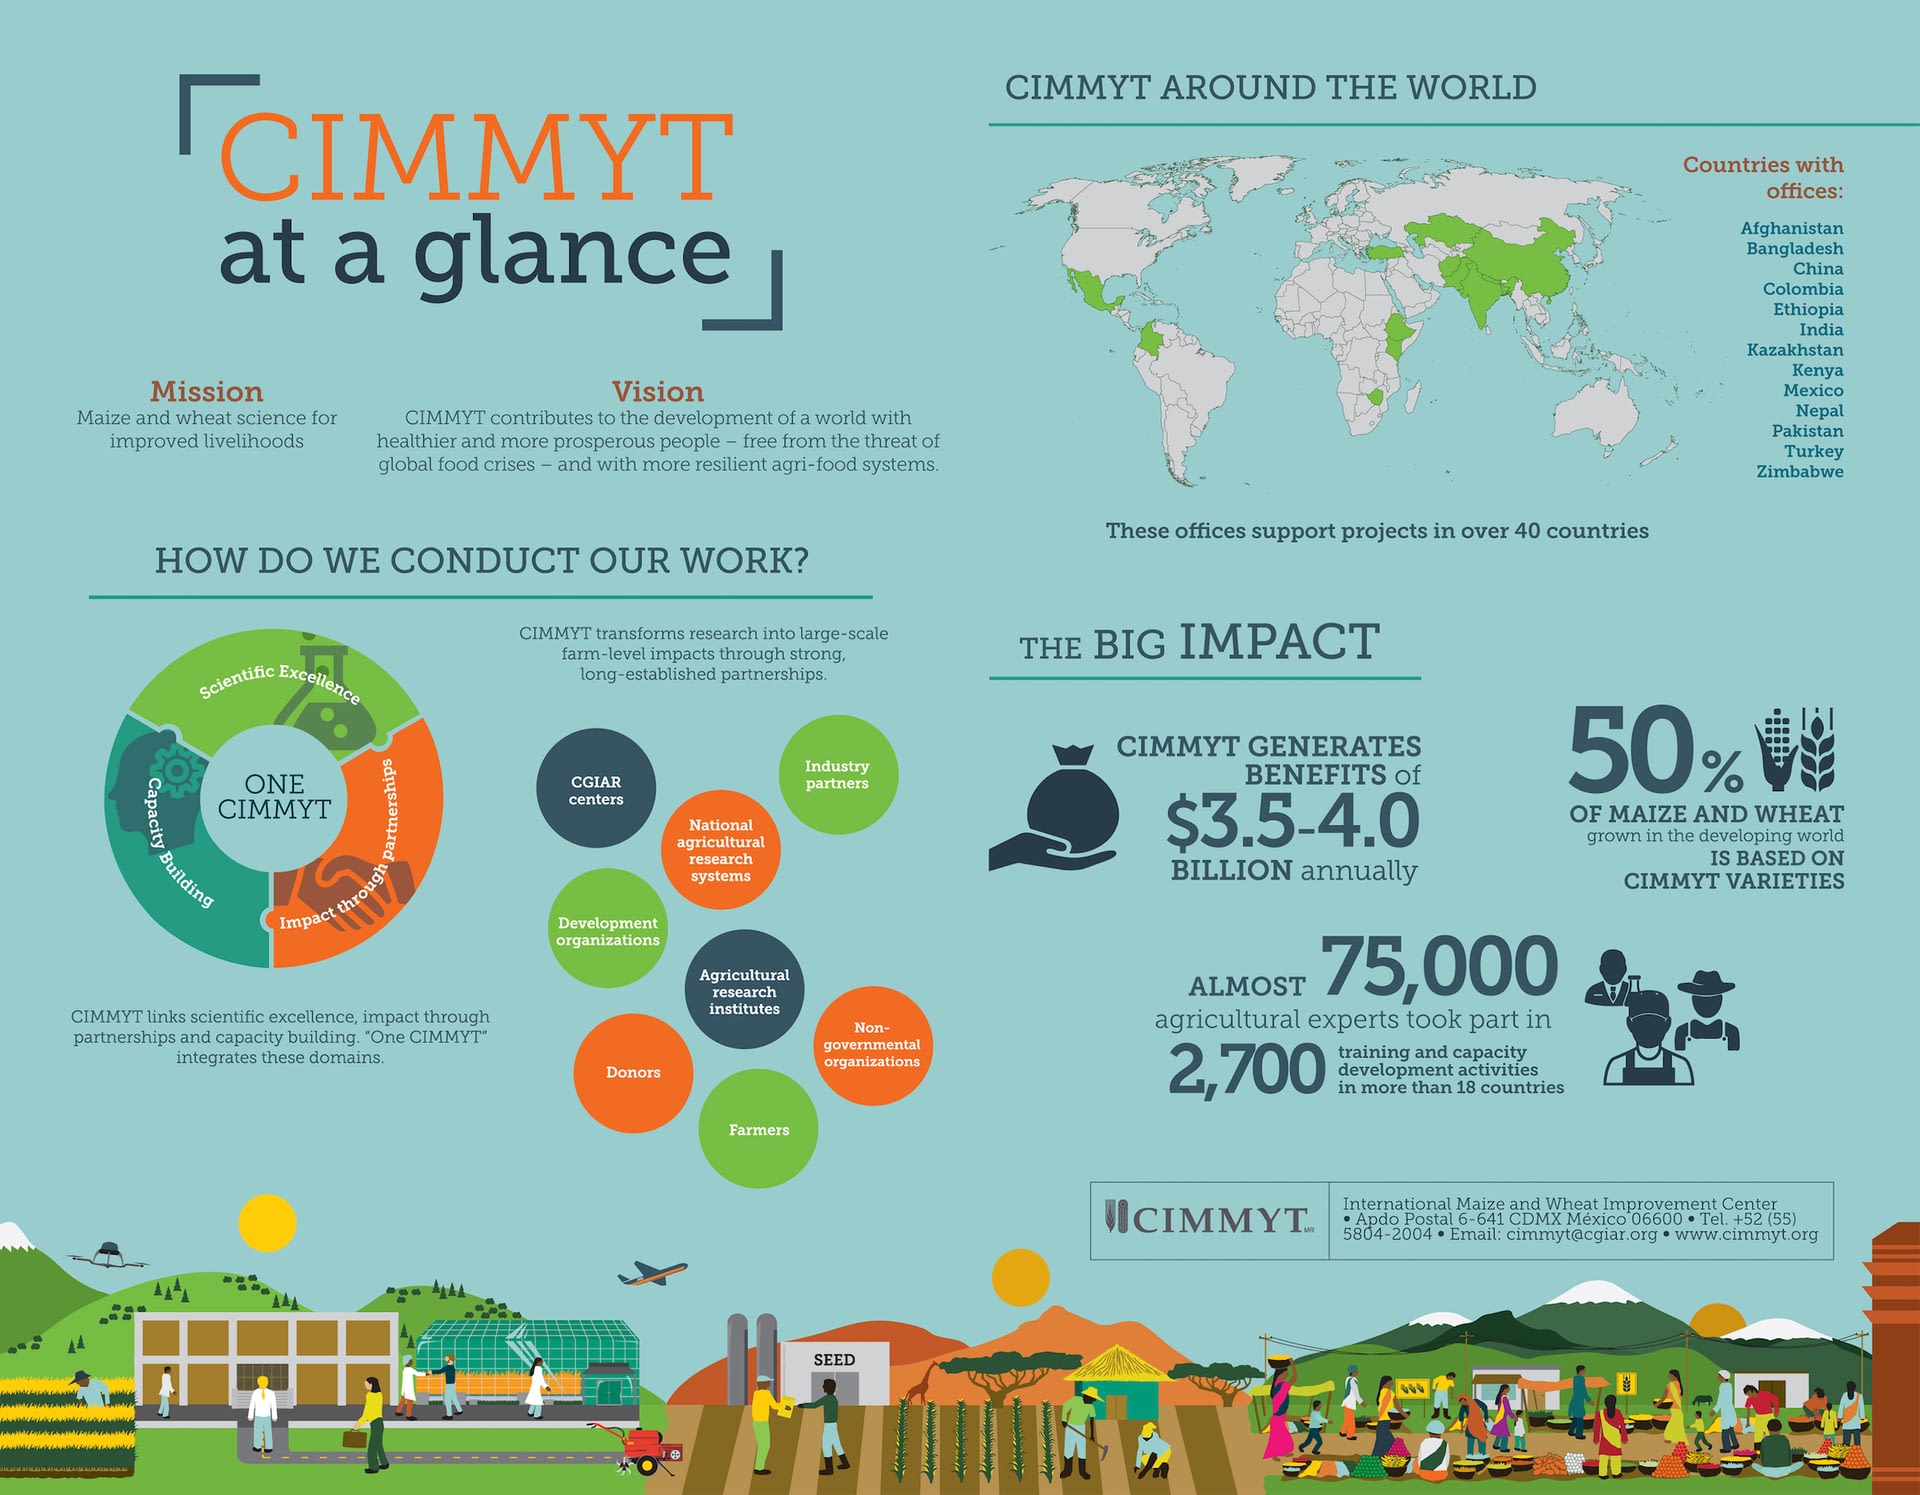 CIMMYT
at a glance
Mission
Maize and wheat science for
improved livelihoods
Vision
CIMMYT contributes to the development of a world with
healthier and more prosperous people – free from the threat of
global food crises – and with more resilient agri-food systems.
HOW DO WE CONDUCT OUR WORK?
Scientific Excellence
Capacity Building
Impact through partnerships
ONE
CIMMYT
CIMMYT links scientific excellence, impact through
partnerships and capacity building. “One CIMMYT”
integrates these domains.
CIMMYT transforms research into large-scale
farm-level impacts through strong,
long-established partnerships.
CGIAR
centers
Industry
partners
National
agricultural
research
systems
Development
organizations
Agricultural
research
institutes
Non-
governmental
organizations
Donors
Farmers
CIMMYT AROUND THE WORLD
Countries with
offices:
Afghanistan
Bangladesh
China
Colombia
Ethiopia
India
Kazakhstan
Kenya
Mexico
Nepal
Pakistan
Turkey
Zimbabwe
These offices support projects in over 40 countries
THE BIG IMPACT
CIMMYT GENERATES
BENEFITS of
$3.5-4.0
BILLION annually
50%
OF MAIZE AND WHEAT
grown in the developing world
IS BASED ON
CIMMYT VARIETIES
ALMOST 75,000
agricultural experts took part in
2,700 training and capacity
development activities
in more than 18 countries
CIMMYT MR
International Maize and Wheat Improvement Center
• Apdo Postal 6-641 CDMX México 06600 • Tel. +52 (55)
5804-2004 • Email: cimmyt@cgiar.org • www.cimmyt.org
SEED